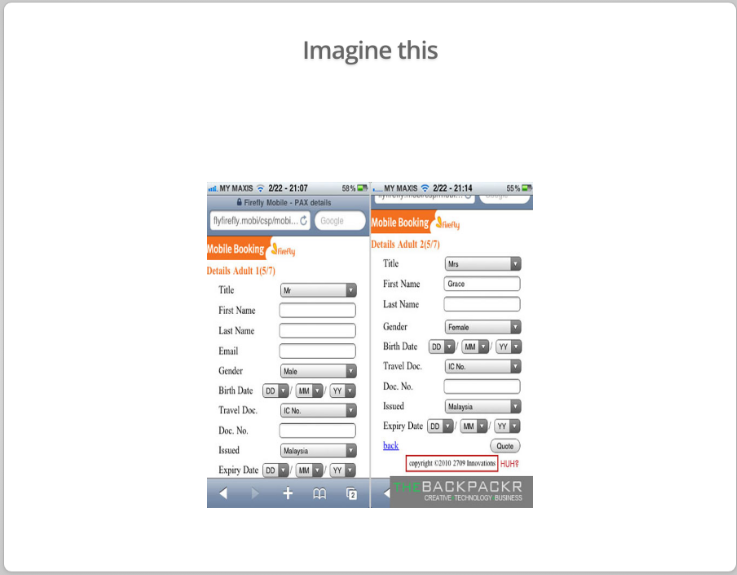 Imagine this
MY MAXIS 2/22 - 21:07 58%
Firefly Mobile - PAX details
flyfirefly.mobi/csp/mobi... Google
Mobile Booking firefly
Details Adult 1(5/7)
Title Mr
First Name
Last Name
Email
Gender Male
Birth Date DD / MM / YY
Travel Doc. IC No.
Doc. No.
Issued Malaysia
Expiry Date DD / MM / YY
2
MY MAXIS 2/22 - 21:14 55%
Mobile Booking firefly
Details Adult 2(5/7)
Title Mrs
First Name Grace
Last Name
Gender Female
Birth Date DD / MM / YY
Travel Doc. IC No.
Doc. No.
Issued Malaysia
Expiry Date DD / MM / YY
back Quote
copyright ©2010 2709 Innovations HUH?
THEBACKPACKR
CREATIVE TECHNOLOGY BUSINESS